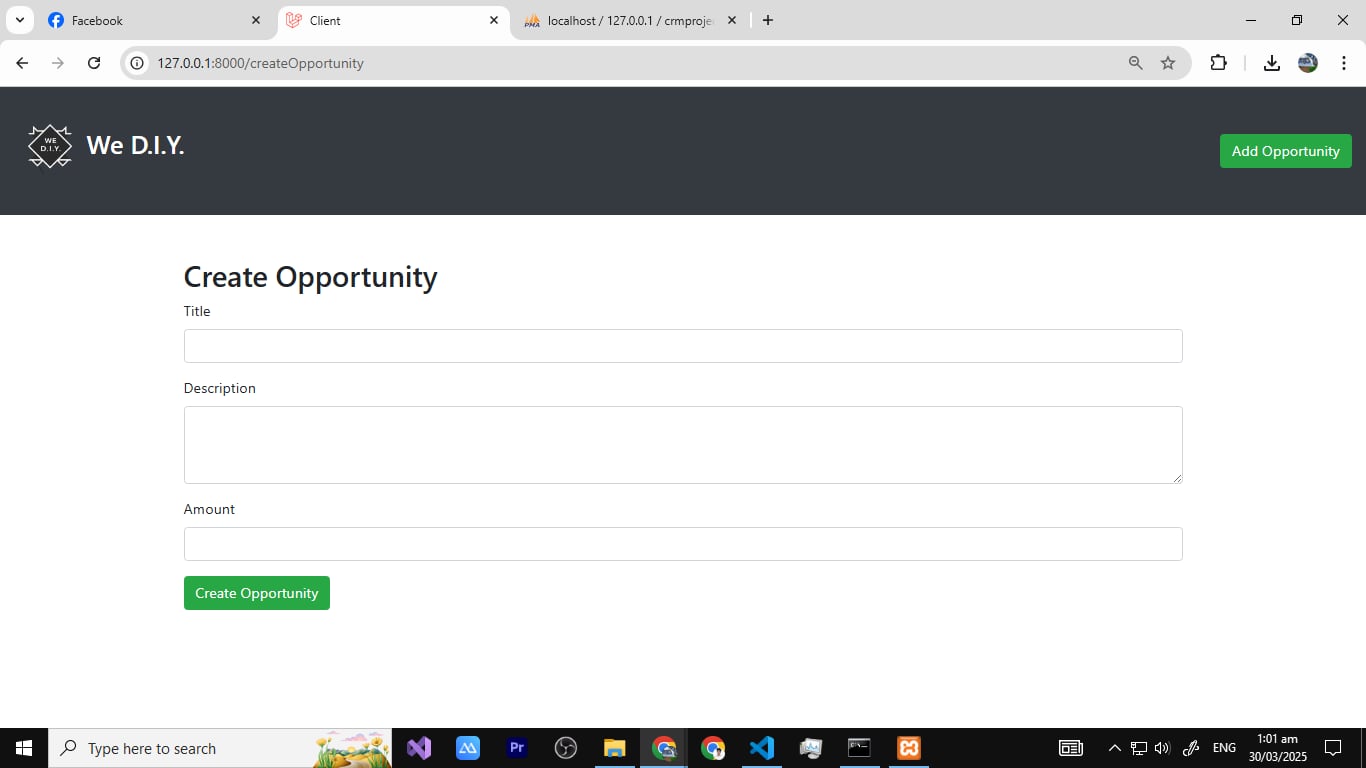 Facebook
Client
localhost / 127.0.0.1 / crmproje
127.0.0.1:8000/createOpportunity
WE
D.I.Y.
We D.I.Y.
Add Opportunity
Create Opportunity
Title
Description
Amount
Create Opportunity
Type here to search
Pr
ENG
1:01 am
30/03/2025